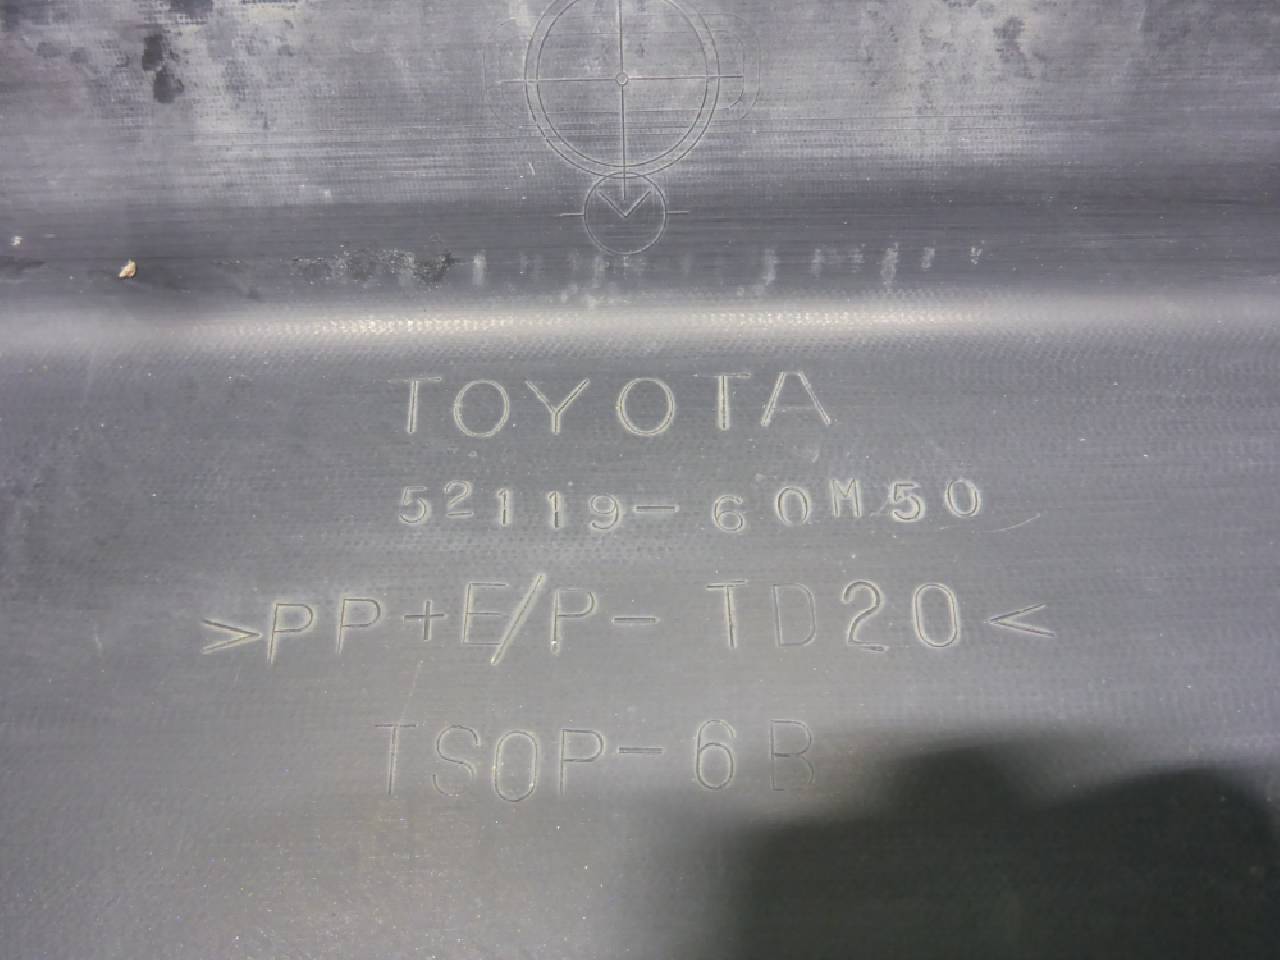 TOYOTA
52119-60M50
>PP+E/P-TD20<
TSOP-6B